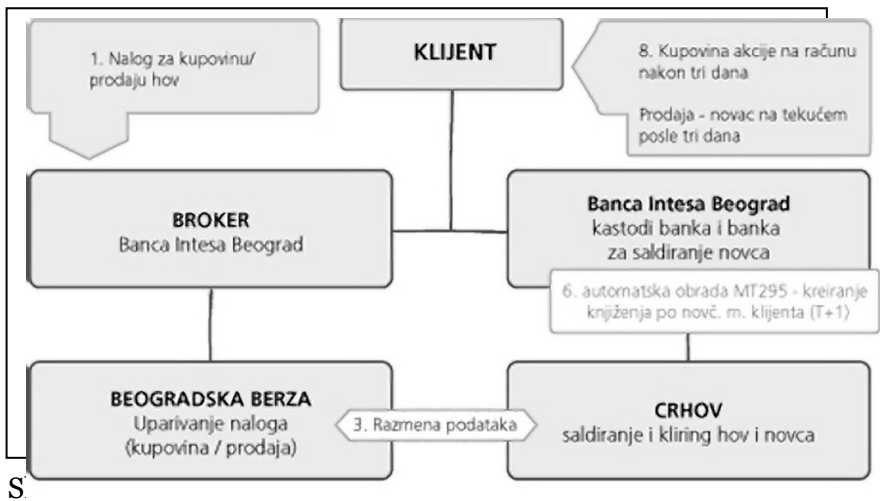 1. Nalog za kupovinu/
prodaju hov
KLIJENT
8. Kupovina akcije na računu
nakon tri dana
Prodaja - novac na tekućem
posle tri dana
BROKER
Banca Intesa Beograd
Banca Intesa Beograd
kastodi banka i banka
za saldiranje novca
6. automatska obrada MT295 - kreiranje
knjiženja po novč. m. klijenta (T+1)
BEOGRADSKA BERZA
Uparivanje naloga
(kupovina / prodaja)
3. Razmena podataka
CRHOV
saldiranje i kliring hov i novca